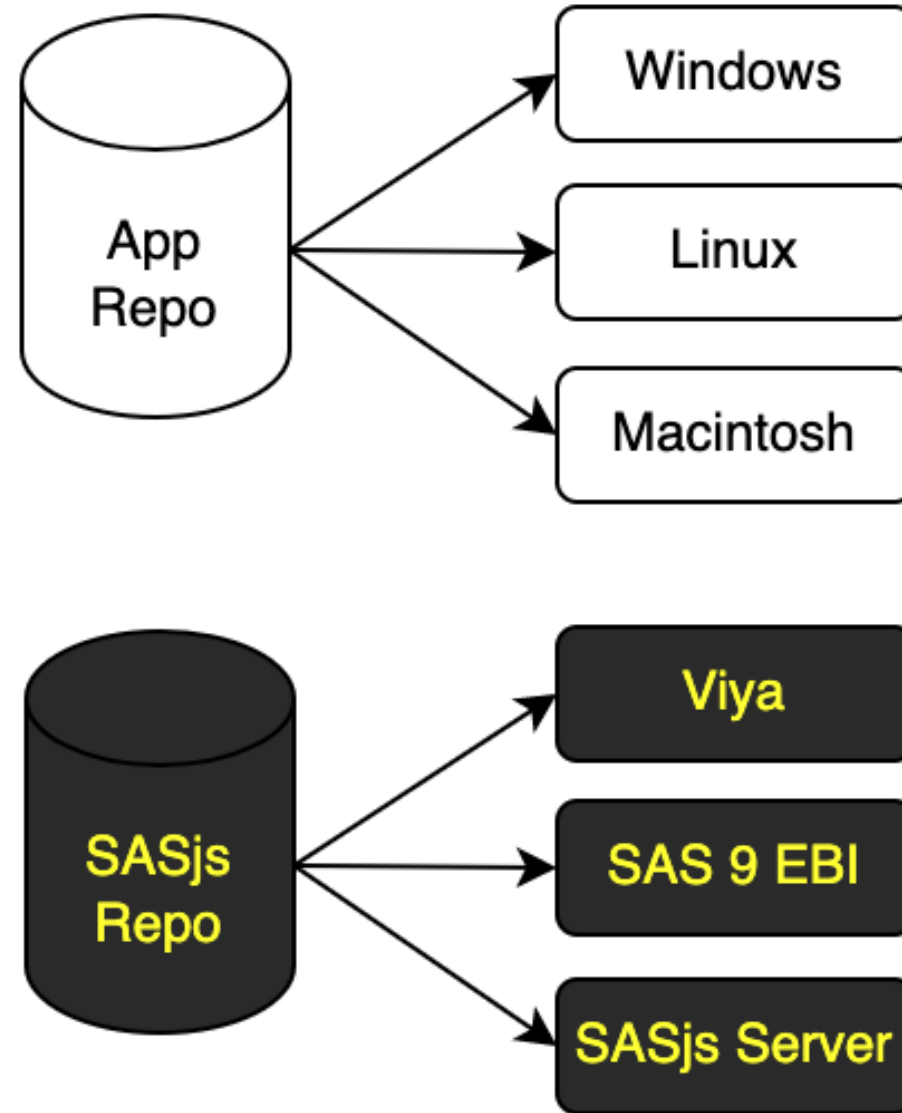 Windows
App
Repo
Linux
Macintosh
Viya
SASjs
Repo
SAS 9 EBI
SASjs Server